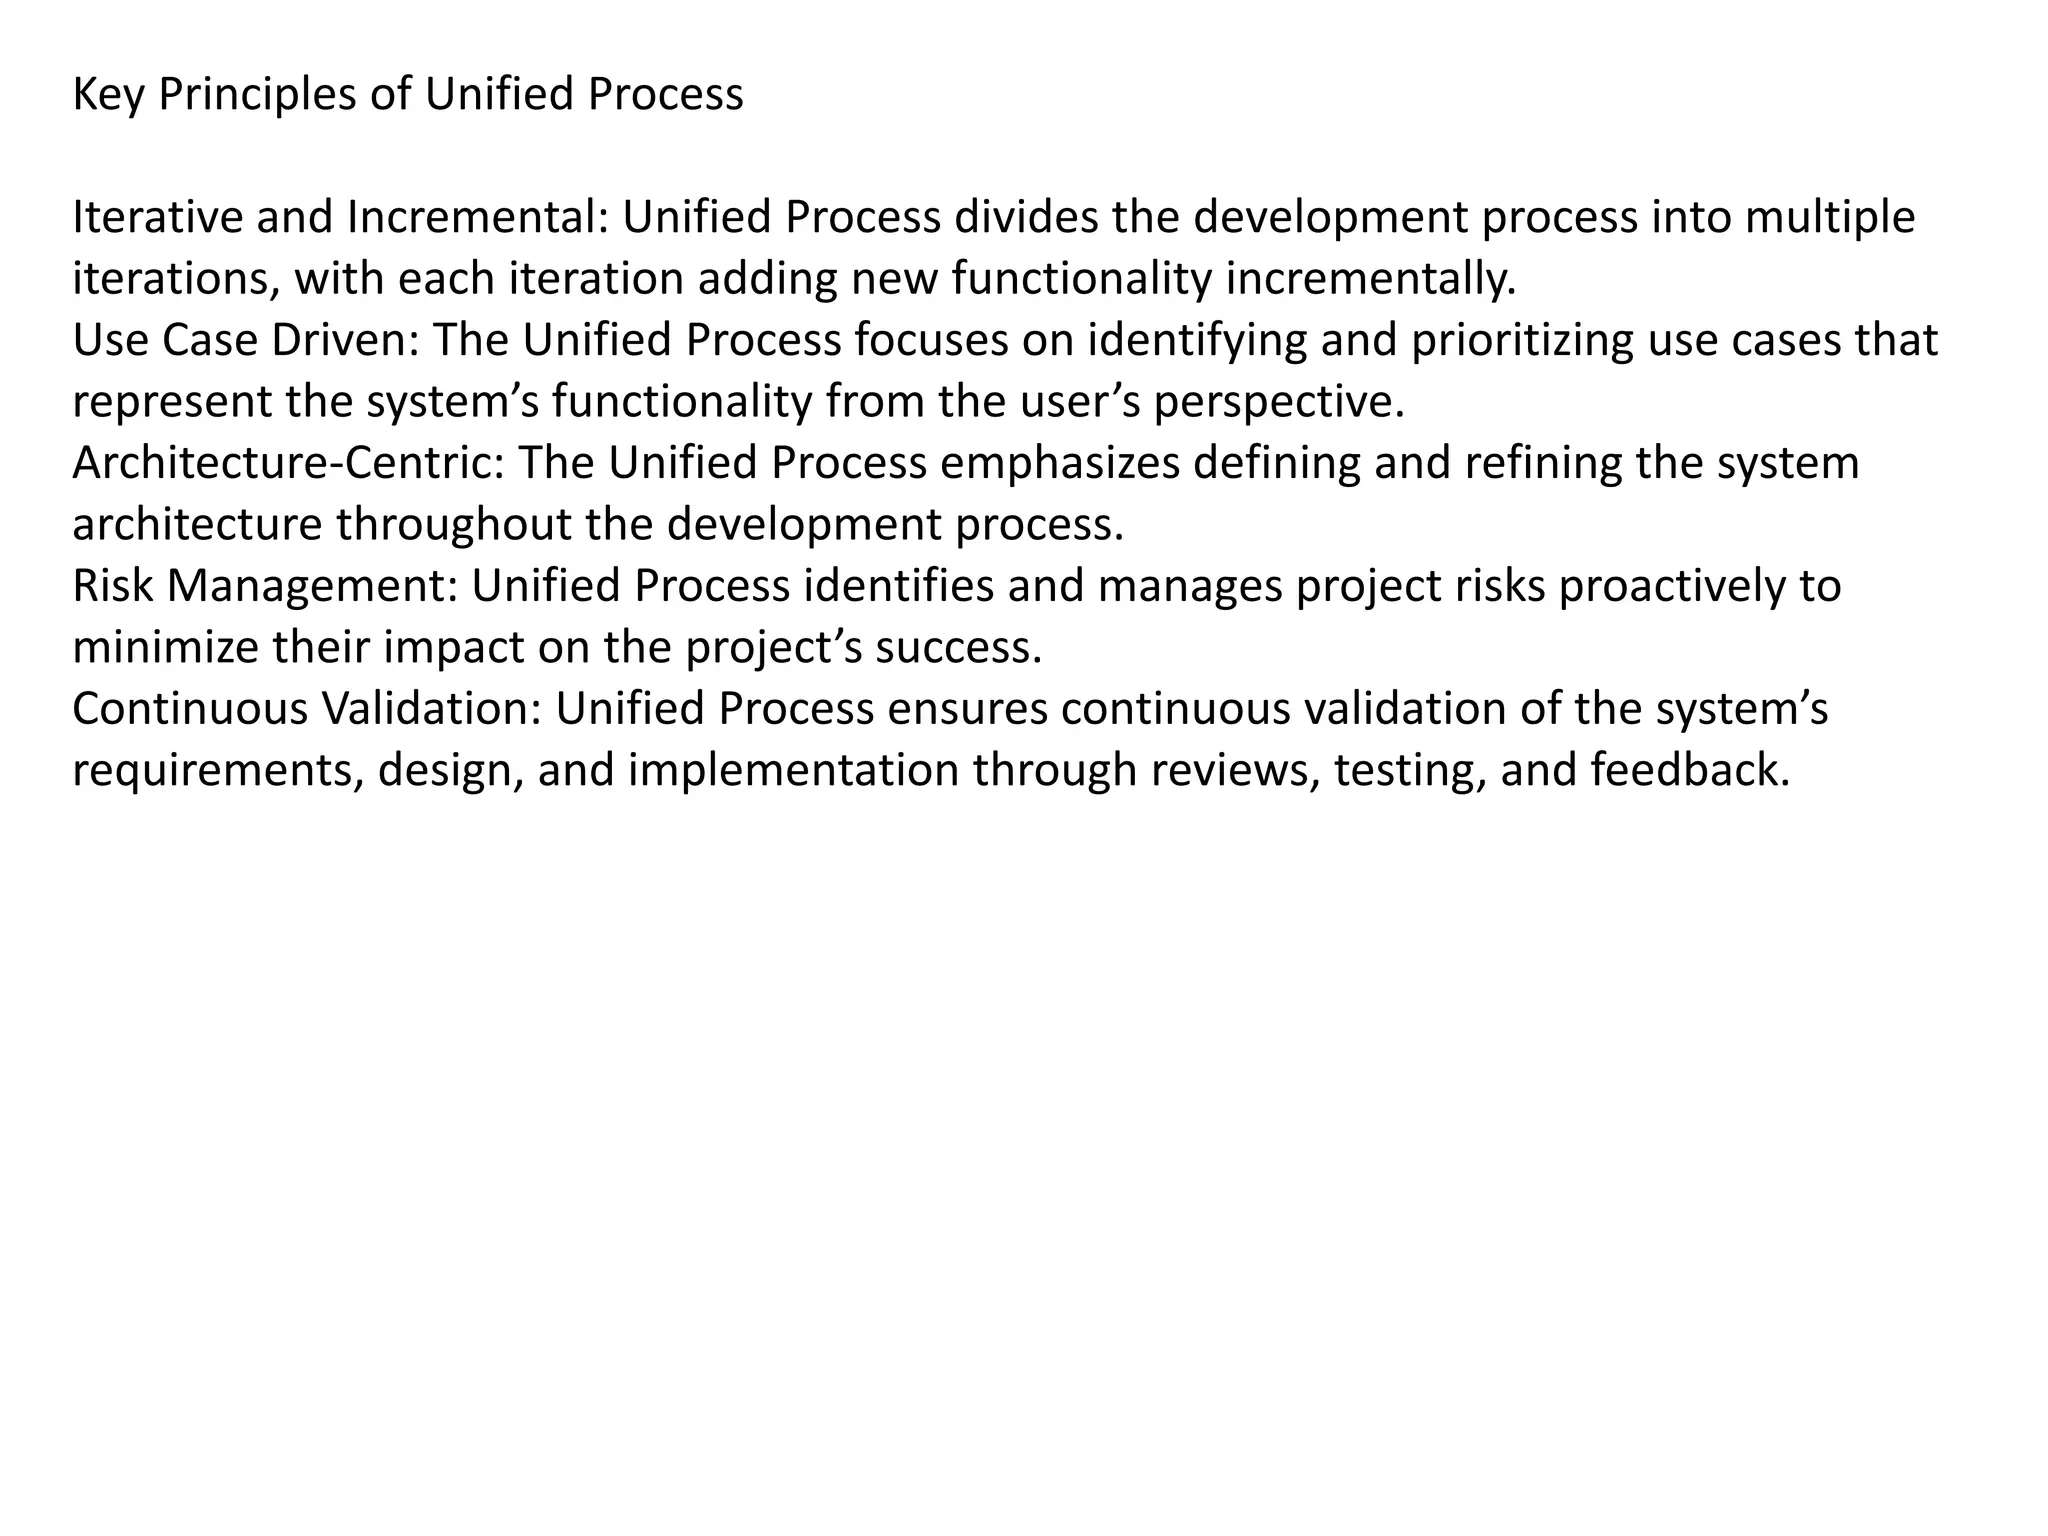 Key Principles of Unified Process
Iterative and Incremental: Unified Process divides the development process into multiple
iterations, with each iteration adding new functionality incrementally.
Use Case Driven: The Unified Process focuses on identifying and prioritizing use cases that
represent the system’s functionality from the user’s perspective.
Architecture-Centric: The Unified Process emphasizes defining and refining the system
architecture throughout the development process.
Risk Management: Unified Process identifies and manages project risks proactively to
minimize their impact on the project’s success.
Continuous Validation: Unified Process ensures continuous validation of the system’s
requirements, design, and implementation through reviews, testing, and feedback.